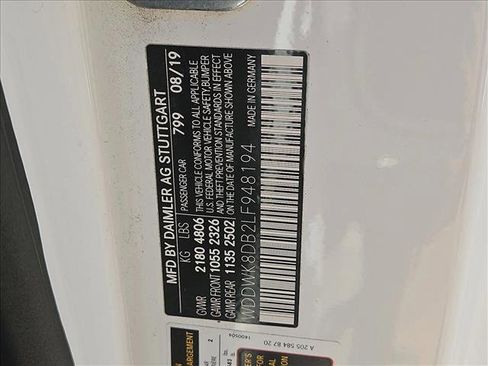 MFD BY DAIMLER AG STUTTGART
799 08/19
KG LBS PASSENGER CAR
GVWR 2180 4806 THIS VEHICLE CONFORMS TO ALL APPLICABLE
GAWR FRONT 1055 2326 U.S. FEDERAL MOTOR VEHICLE SAFETY,BUMPER
GAWR REAR 1135 2502 AND THEFT PREVENTION STANDARDS IN EFFECT
ON THE DATE OF MANUFACTURE SHOWN ABOVE
MADE IN GERMANY
WDDWK8DB2LF948194
1400504
A 205 584 87 20
2